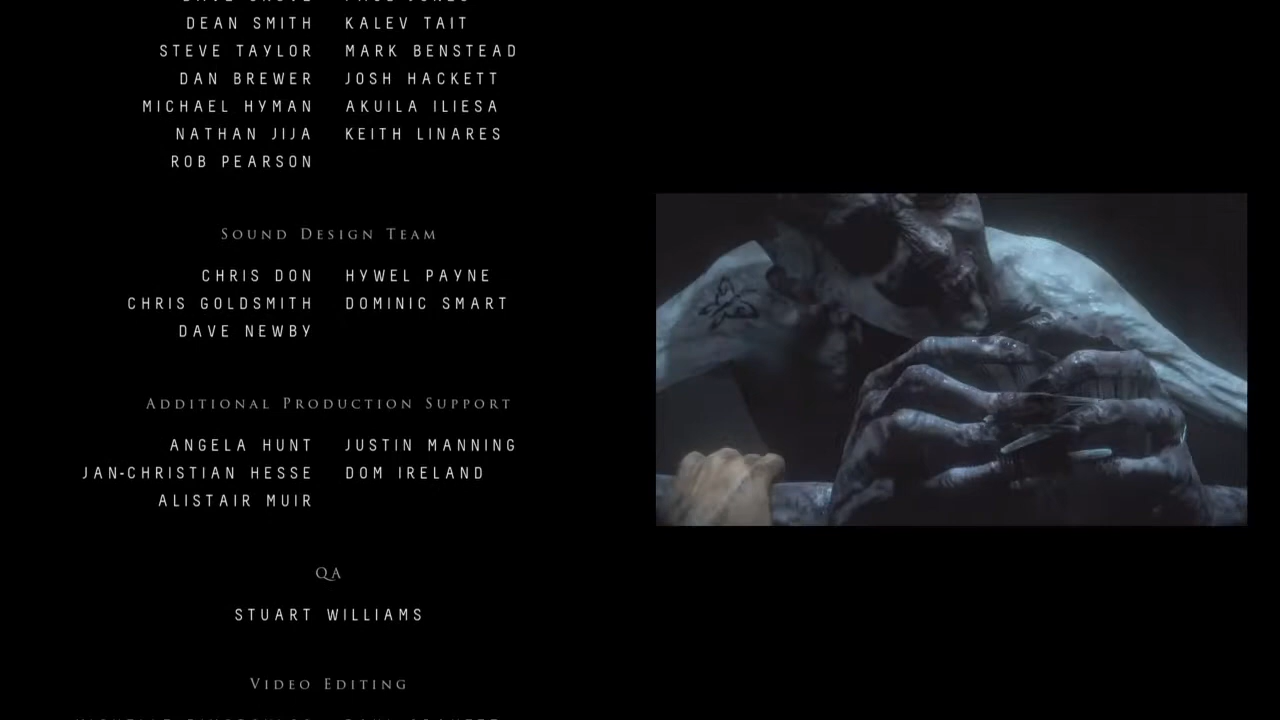 DEAN SMITH KALEV TAIT
STEVE TAYLOR MARK BENSTEAD
DAN BREWER JOSH HACKETT
MICHAEL HYMAN AKUILA ILIESA
NATHAN JIJA KEITH LINARES
ROB PEARSON
SOUND DESIGN TEAM
CHRIS DON HYWEL PAYNE
CHRIS GOLDSMITH DOMINIC SMART
DAVE NEWBY
ADDITIONAL PRODUCTION SUPPORT
ANGELA HUNT JUSTIN MANNING
JAN-CHRISTIAN HESSE DOM IRELAND
ALISTAIR MUIR
QA
STUART WILLIAMS
VIDEO EDITING